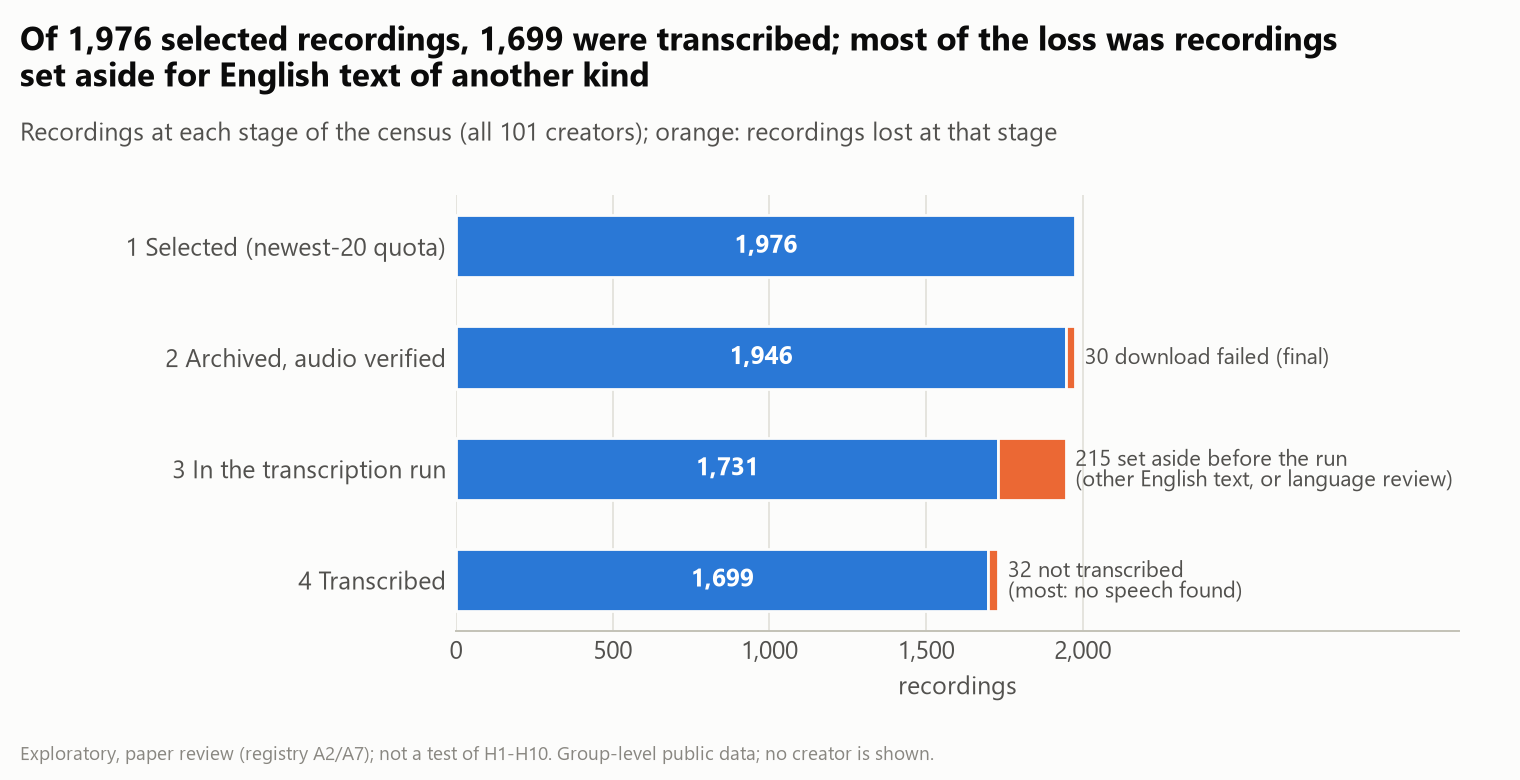 Of 1,976 selected recordings, 1,699 were transcribed; most of the loss was recordings
set aside for English text of another kind
Recordings at each stage of the census (all 101 creators); orange: recordings lost at that stage
1 Selected (newest-20 quota)
1,976
2 Archived, audio verified
1,946
30 download failed (final)
3 In the transcription run
1,731
215 set aside before the run
(other English text, or language review)
4 Transcribed
1,699
32 not transcribed
(most: no speech found)
0 500 1,000 1,500 2,000
recordings
Exploratory, paper review (registry A2/A7); not a test of H1-H10. Group-level public data; no creator is shown.